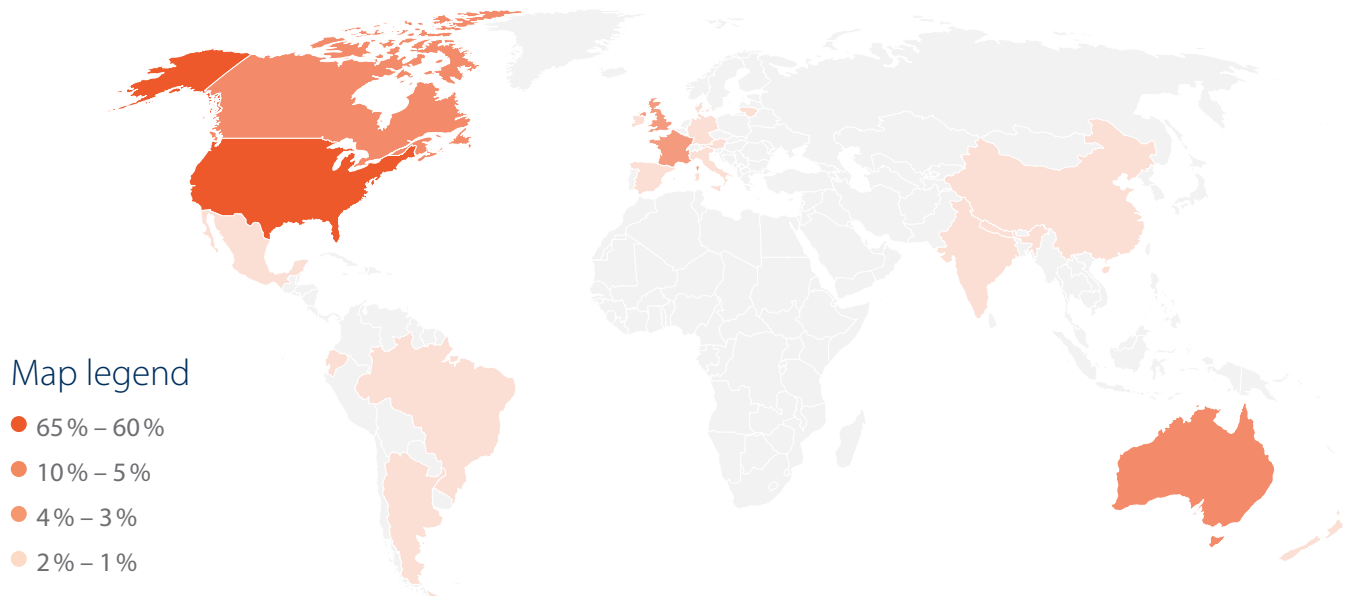 Map legend
65 % – 60 %
10 % – 5 %
4 % – 3 %
2 % – 1 %